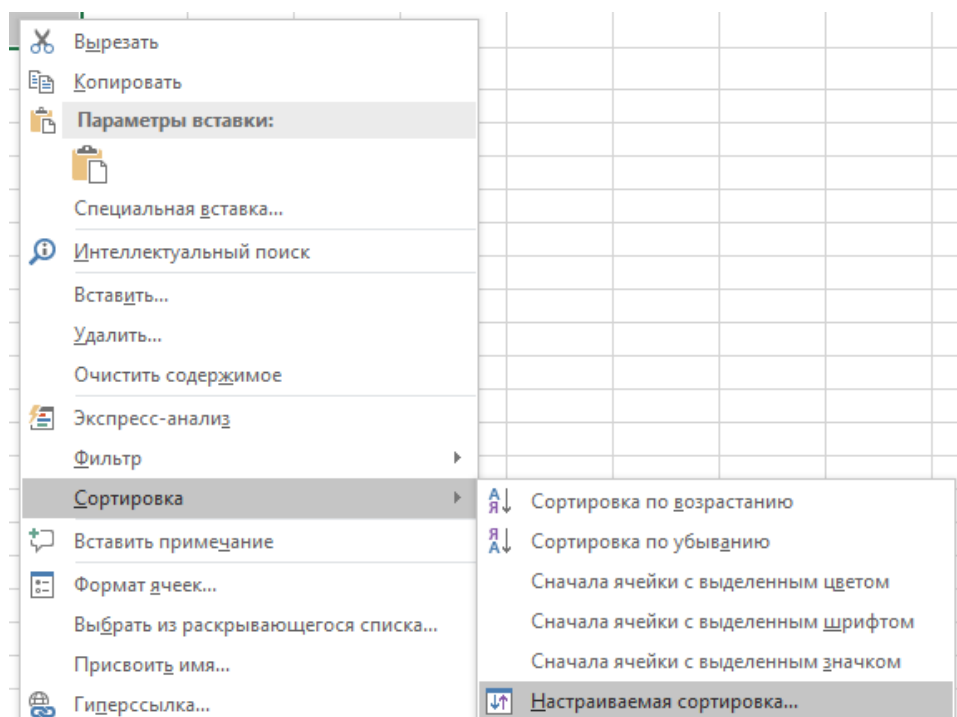 Вырезать
Копировать
Параметры вставки:
Специальная вставка...
Интеллектуальный поиск
Вставить...
Удалить...
Очистить содержимое
Экспресс-анализ
Фильтр
Сортировка
Сортировка по возрастанию
Сортировка по убыванию
Сначала ячейки с выделенным цветом
Сначала ячейки с выделенным шрифтом
Сначала ячейки с выделенным значком
Настраиваемая сортировка...
Вставить примечание
Формат ячеек...
Выбрать из раскрывающегося списка...
Присвоить имя...
Гиперссылка...